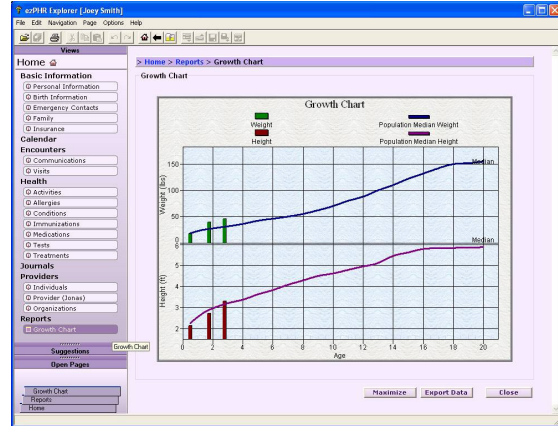 ezPHR Explorer [Joey Smith]
File Edit Navigation Page Options Help
Views
Home
Basic Information
Personal Information
Birth Information
Emergency Contacts
Family
Insurance
Calendar
Encounters
Communications
Visits
Health
Activities
Allergies
Conditions
Immunizations
Medications
Tests
Treatments
Journals
Providers
Individuals
Provider (Jonas)
Organizations
Reports
Growth Chart
Growth Chart
Suggestions
Open Pages
Growth Chart
Reports
Home
> Home > Reports > Growth Chart
Growth Chart
Growth Chart
Weight
Population Median Weight
Height
Population Median Height
Median
150
100
50
0
Weight (lbs)
Median
6
5
4
3
2
Height (ft)
0 2 4 6 8 10 12 14 16 18 20
Age
Maximize Export Data Close